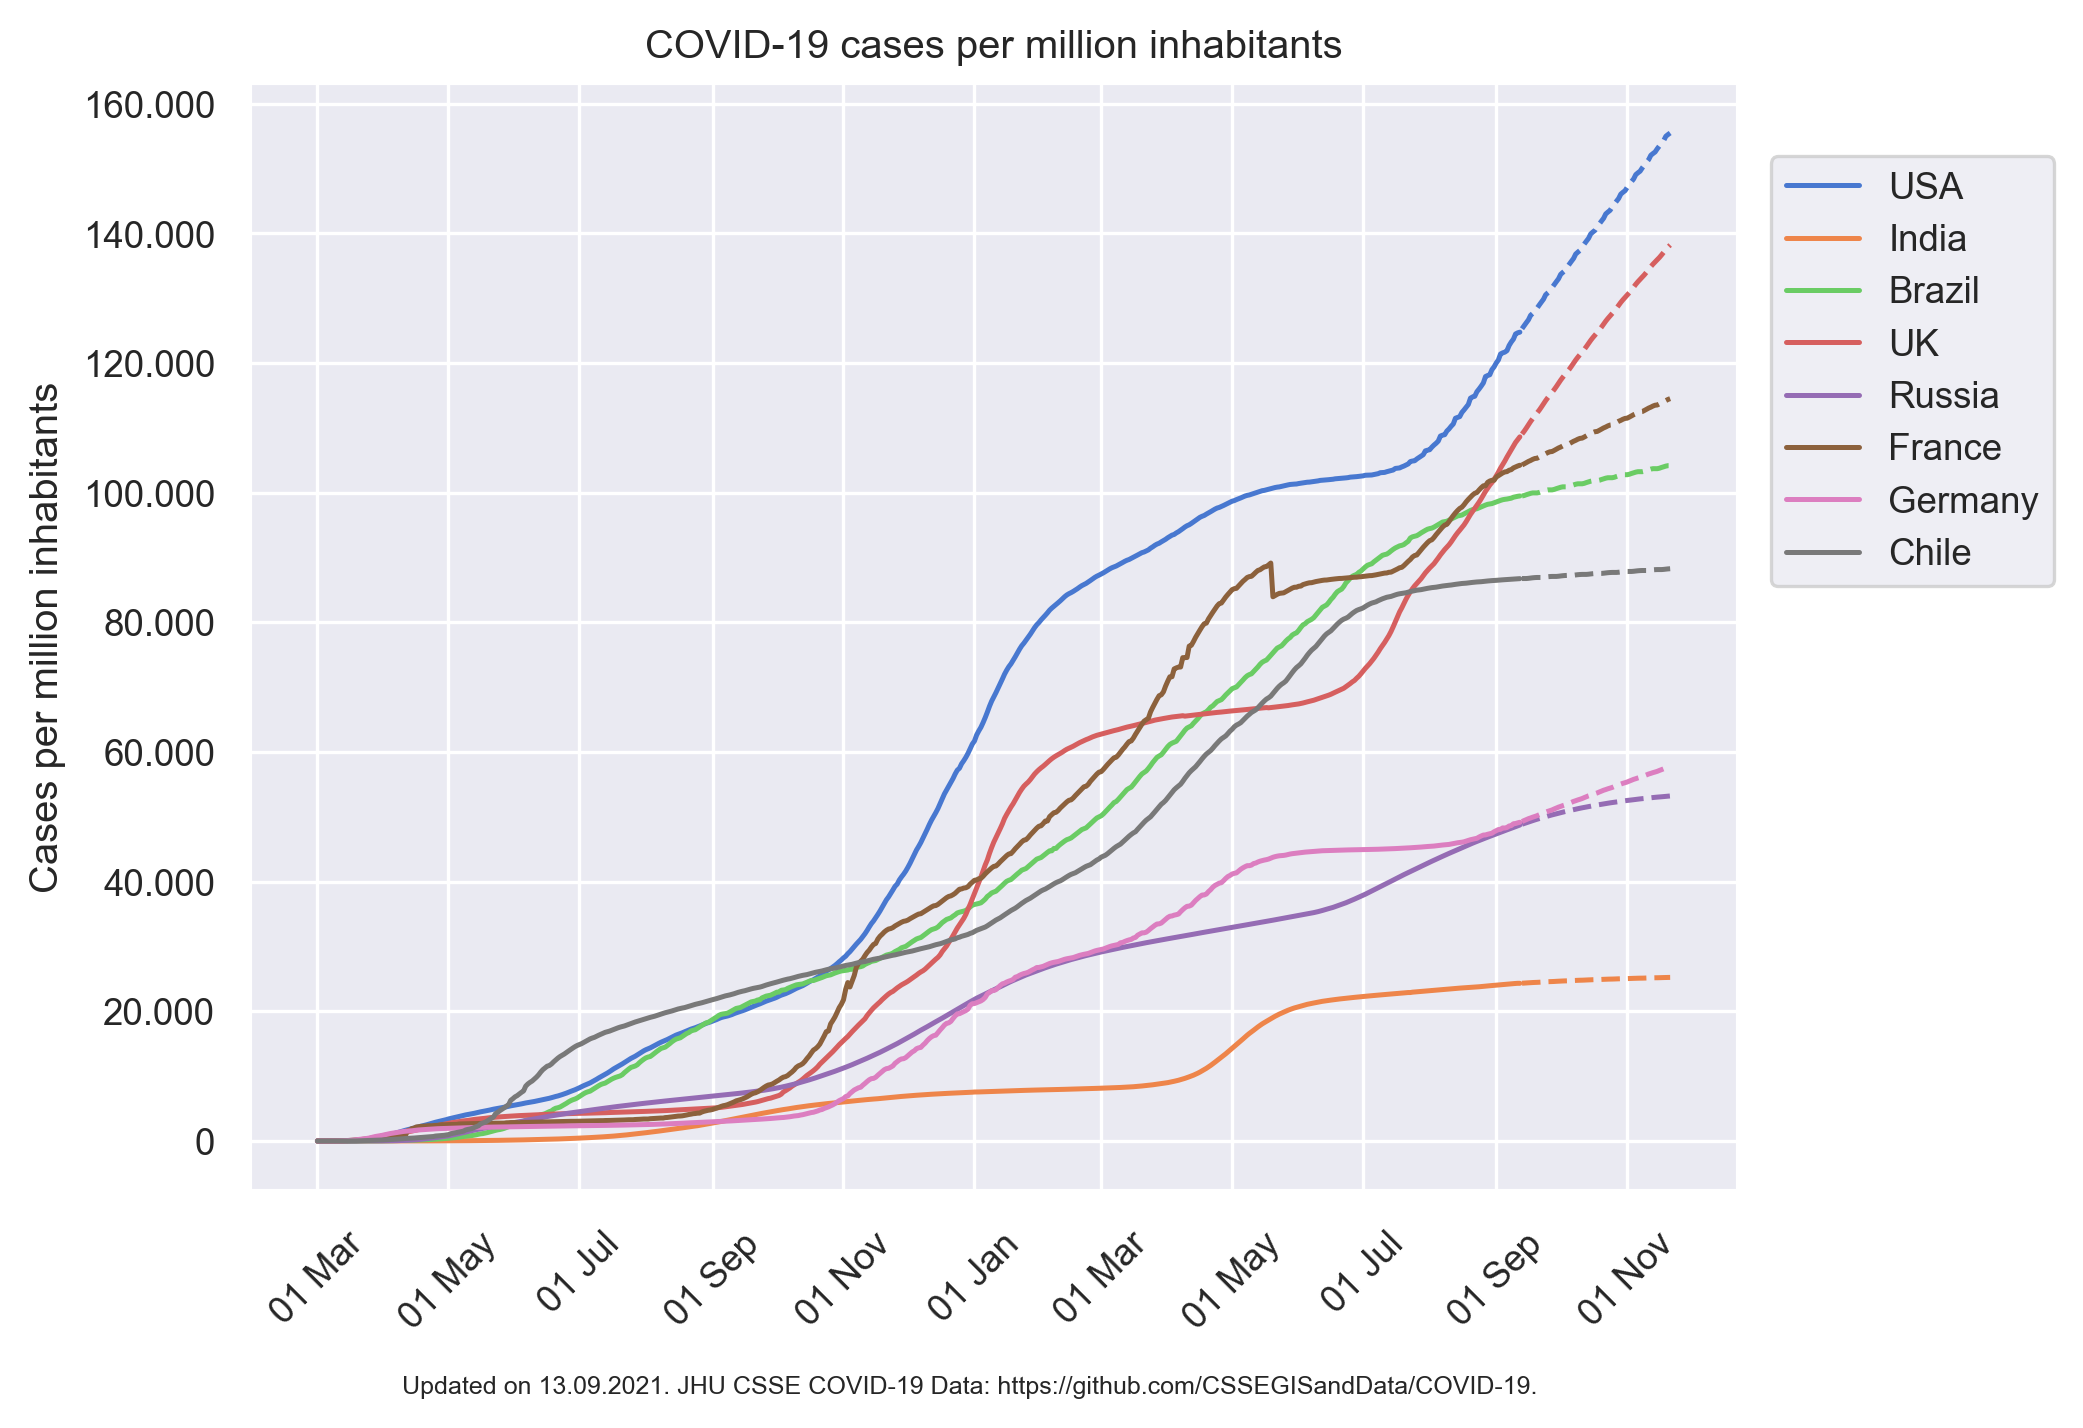 COVID-19 cases per million inhabitants
160.000
140.000
120.000
100.000
80.000
60.000
40.000
20.000
0
Cases per million inhabitants
USA
India
Brazil
UK
Russia
France
Germany
Chile
01 Mar
01 May
01 Jul
01 Sep
01 Nov
01 Jan
01 Mar
01 May
01 Jul
01 Sep
01 Nov
Updated on 13.09.2021. JHU CSSE COVID-19 Data: https://github.com/CSSEGISandData/COVID-19.